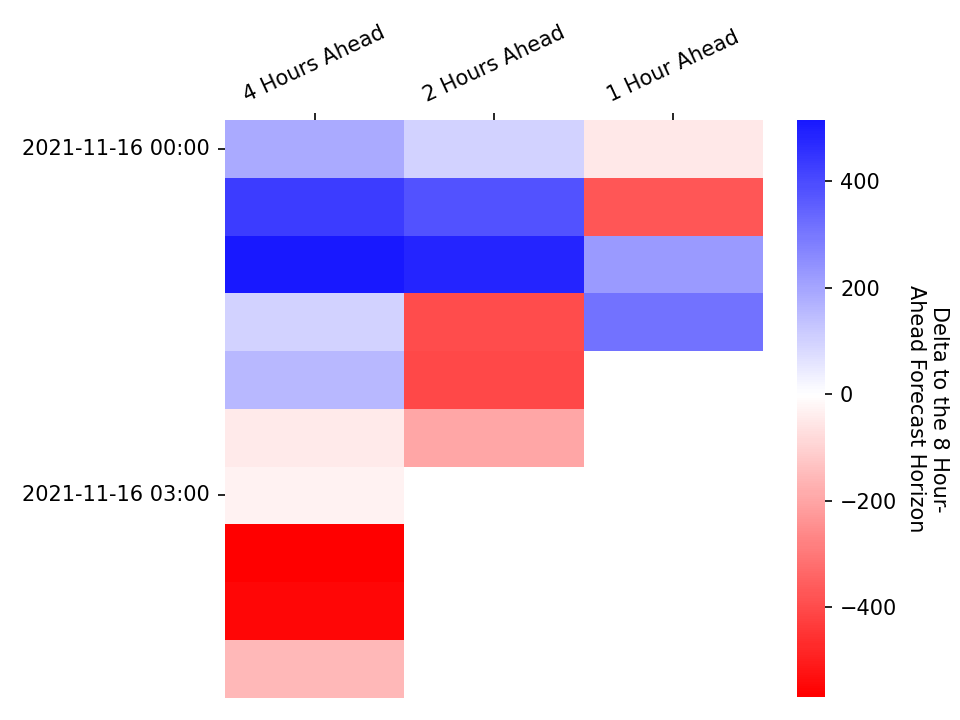 4 Hours Ahead
2 Hours Ahead
1 Hour Ahead
2021-11-16 00:00
2021-11-16 03:00
400
200
0
−200
−400
Delta to the 8 Hour-
Ahead Forecast Horizon